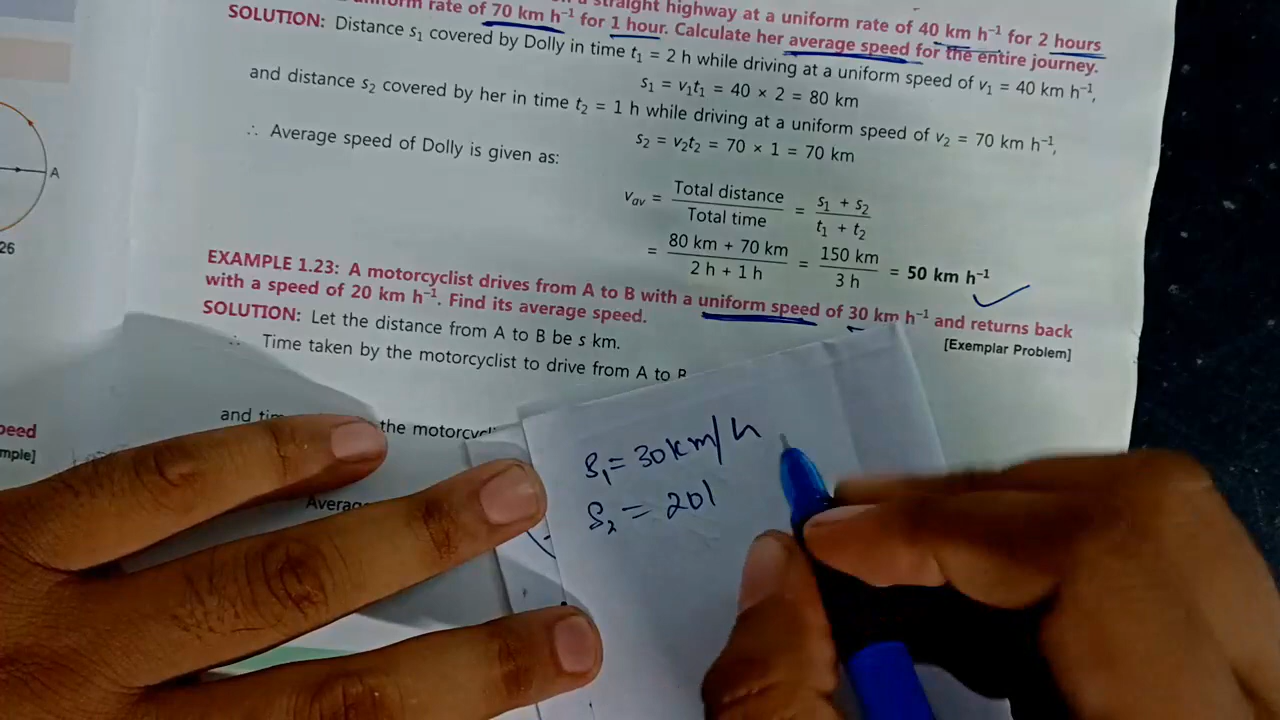 straight highway at a uniform rate of 40 km h⁻¹ for 2 hours
rate of 70 km h⁻¹ for 1 hour. Calculate her average speed for the entire journey.
SOLUTION: Distance s₁ covered by Dolly in time t₁ = 2 h while driving at a uniform speed of v₁ = 40 km h⁻¹,
s₁ = v₁t₁ = 40 × 2 = 80 km
and distance s₂ covered by her in time t₂ = 1 h while driving at a uniform speed of v₂ = 70 km h⁻¹,
s₂ = v₂t₂ = 70 × 1 = 70 km
∴ Average speed of Dolly is given as:
vₐᵥ = Total distance / Total time = s₁ + s₂ / t₁ + t₂
= 80 km + 70 km / 2 h + 1 h = 150 km / 3 h = 50 km h⁻¹
EXAMPLE 1.23: A motorcyclist drives from A to B with a uniform speed of 30 km h⁻¹ and returns back
with a speed of 20 km h⁻¹. Find its average speed.
[Exemplar Problem]
SOLUTION: Let the distance from A to B be s km.
∴ Time taken by the motorcyclist to drive from A to B
and the
A
26
S₁ = 30km/h
S₂ = 20